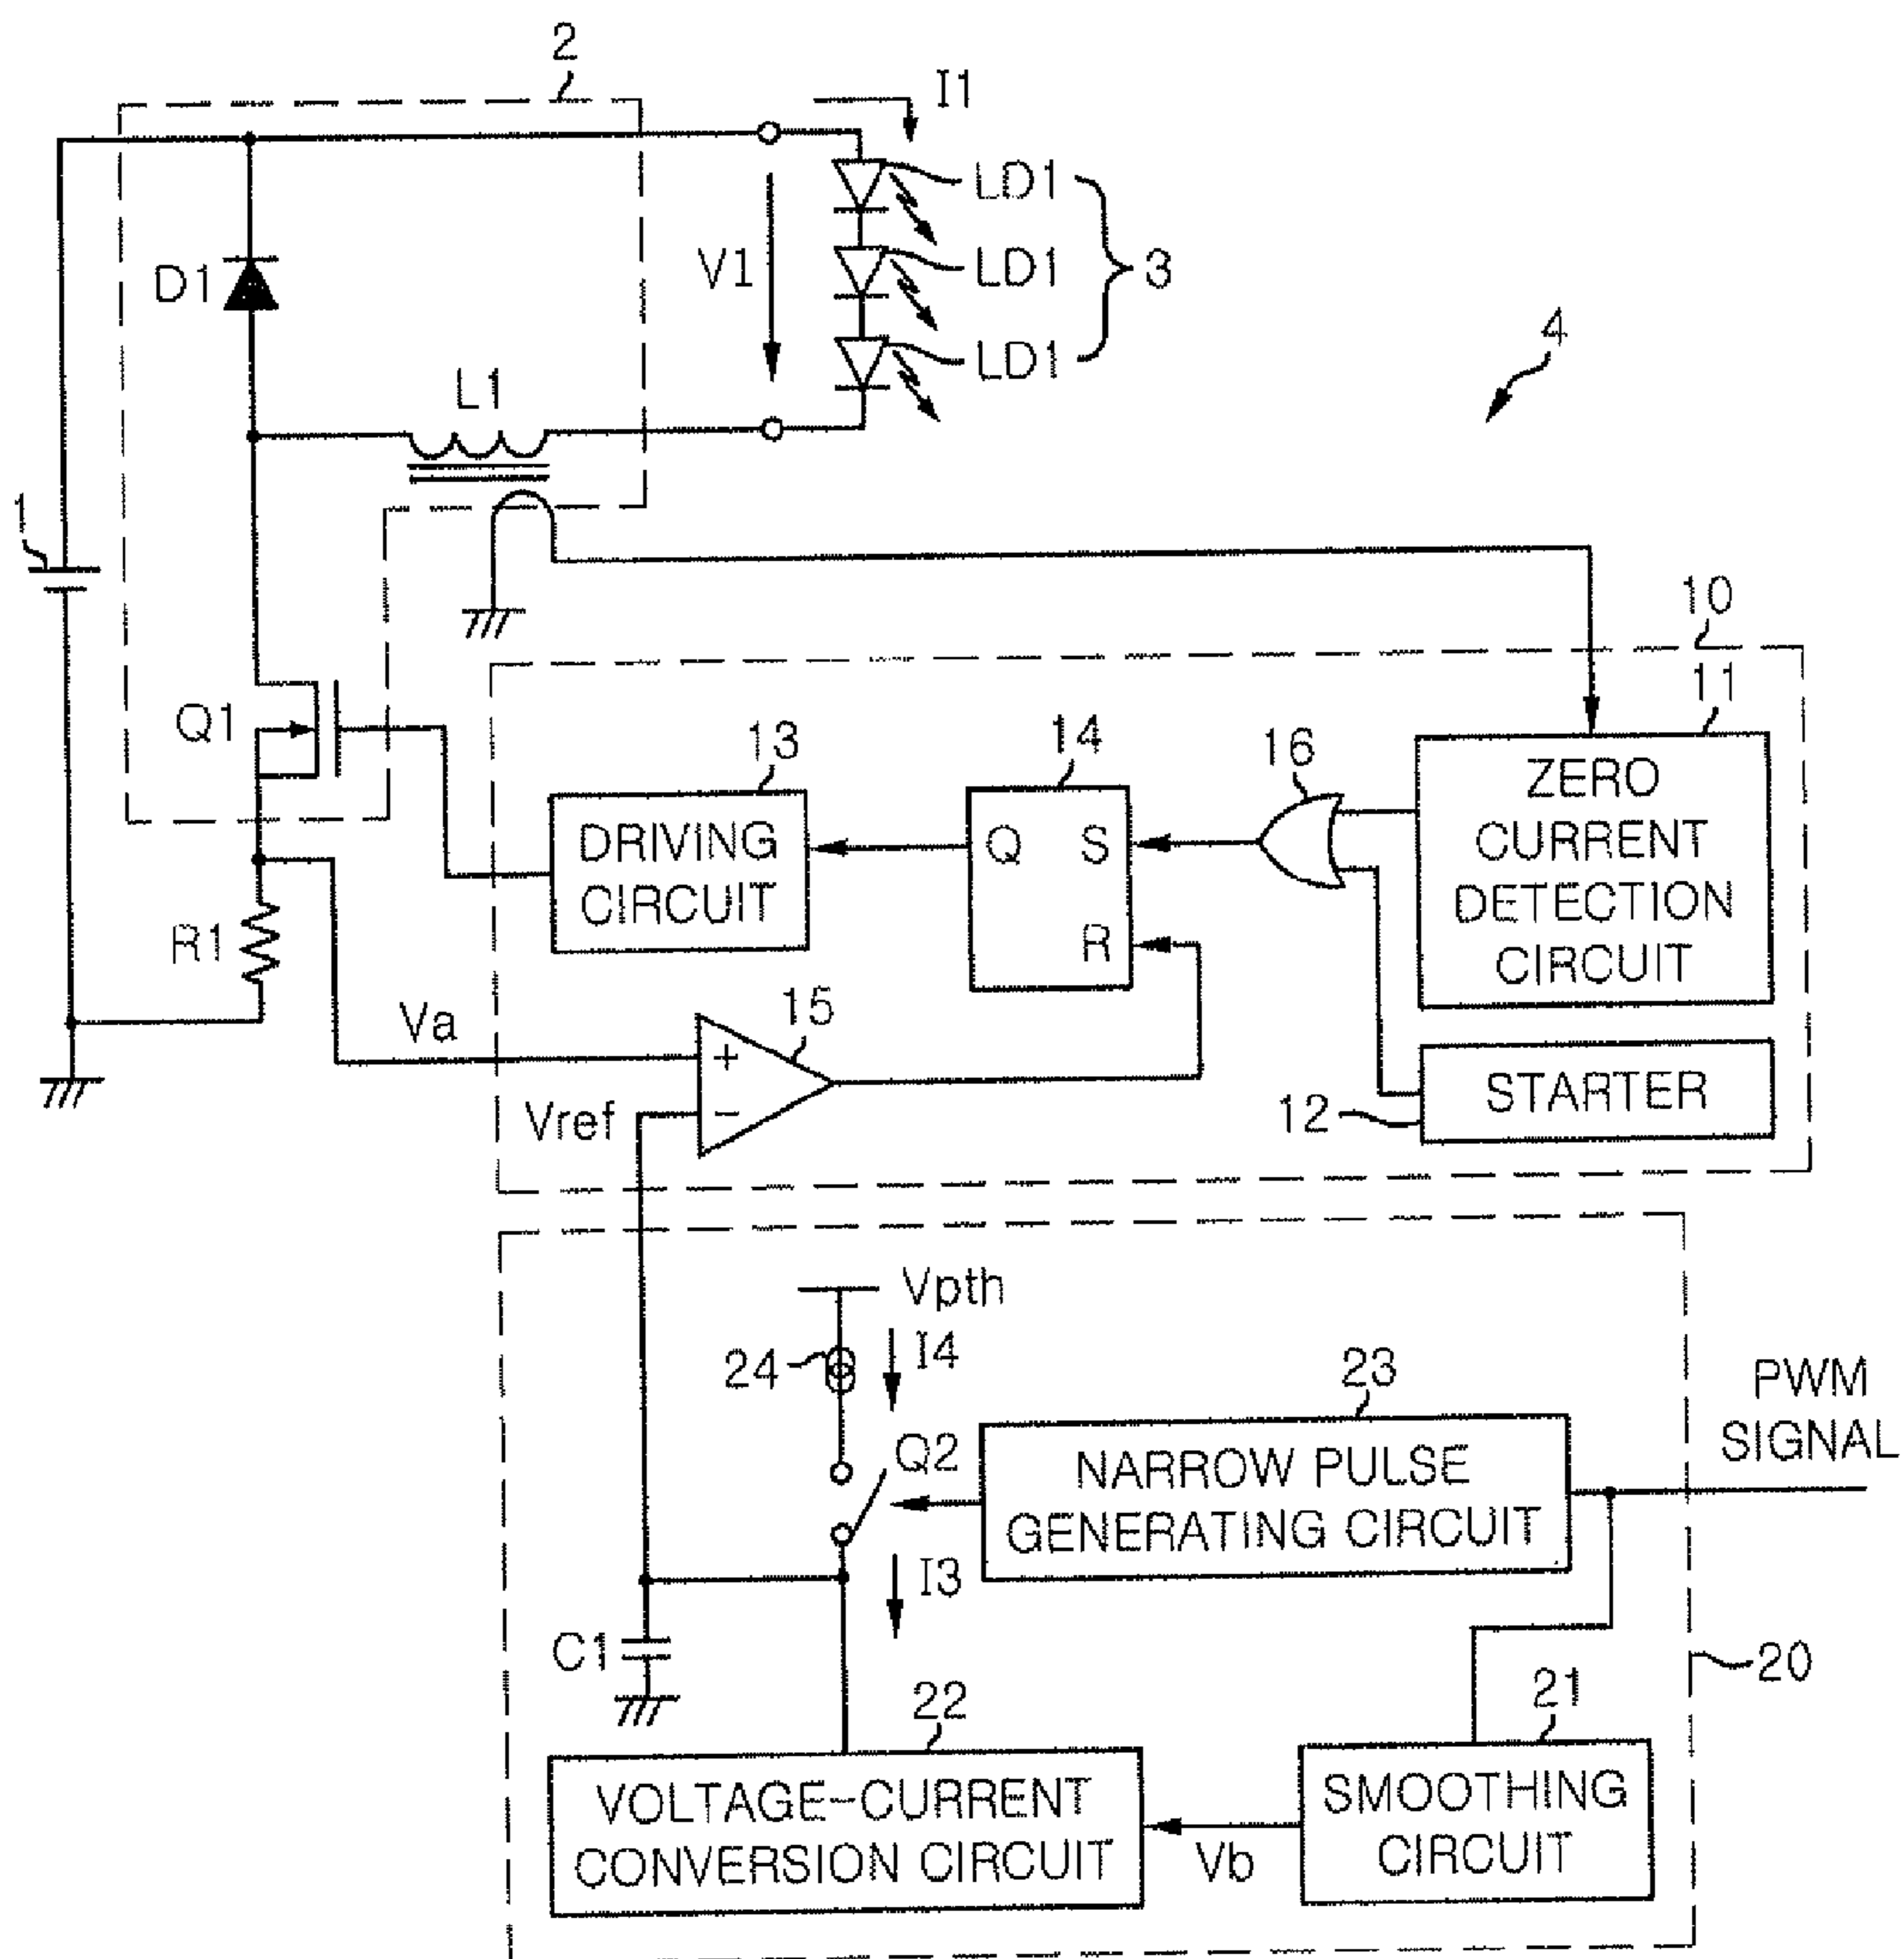 2
I1
LD1
D1
V1
LD1
3
4
LD1
L1
1
10
11
Q1
13
14
16
ZERO
CURRENT
DETECTION
CIRCUIT
DRIVING
CIRCUIT
Q S
R
R1
15
Va
+
Vref
−
STARTER
12
Vpth
24
I4
23
PWM
SIGNAL
Q2
NARROW PULSE
GENERATING CIRCUIT
I3
C1
20
22
21
VOLTAGE-CURRENT
CONVERSION CIRCUIT
SMOOTHING
CIRCUIT
Vb